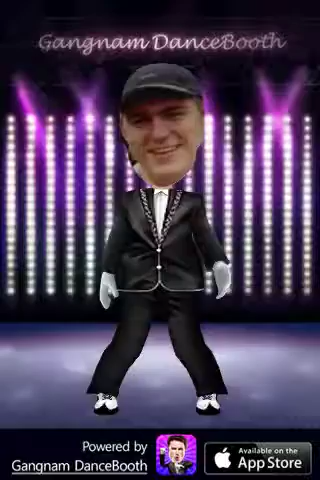 Gangnam DanceBooth
Powered by
Gangnam DanceBooth
Available on the
App Store